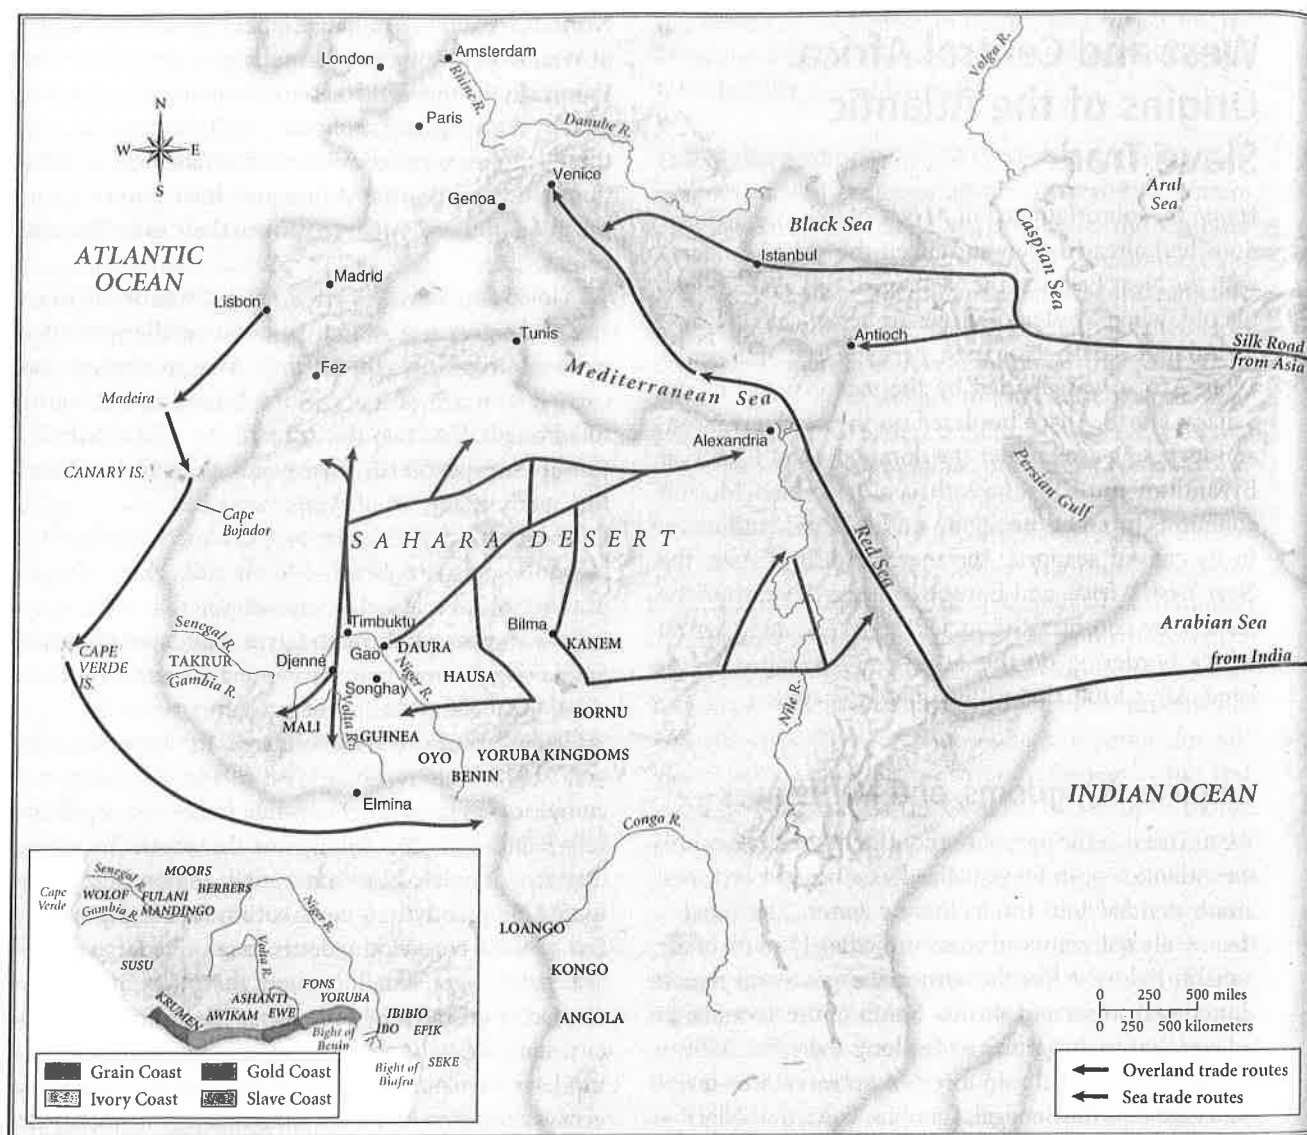 Amsterdam
London
Rhine R.
Paris
Volga R.
Danube R.
N
W
E
S
Venice
Genoa
Aral
Sea
Black Sea
Caspian Sea
ATLANTIC
OCEAN
Istanbul
Madrid
Lisbon
Tunis
Antioch
Silk Road
from Asia
Fez
Mediterranean Sea
Madeira
Alexandria
CANARY IS.
Persian Gulf
Cape
Bojador
SAHARA DESERT
Red Sea
Senegal R.
Timbuktu
Bilma
KANEM
Arabian Sea
CAPE
VERDE
IS.
TAKRUR
Gambia R.
Djenne
Gao
DAURA
Niger R.
HAUSA
from India
Songhay
Nile R.
MALI
Volta R.
GUINEA
BORNU
OYO
YORUBA KINGDOMS
BENIN
Elmina
INDIAN OCEAN
Congo R.
LOANGO
KONGO
ANGOLA
Cape
Verde
Senegal R.
MOORS
WOLOF
FULANI
BERBERS
Gambia R.
MANDINGO
Niger R.
Volta R.
SUSU
FONS
ASHANTI
YORUBA
KRUMEN
AWIKAM
EWE
IBIBIO
IBO
EFIK
Bight of
Benin
SEKE
Bight of
Biafra
Grain Coast
Gold Coast
Ivory Coast
Slave Coast
0 250 500 miles
0 250 500 kilometers
Overland trade routes
Sea trade routes